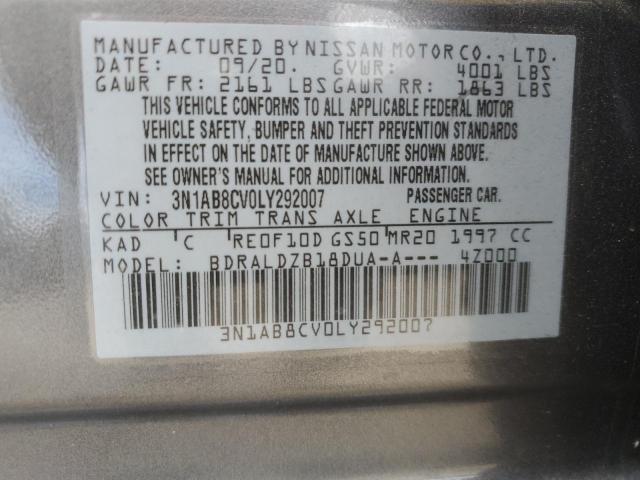 MANUFACTURED BY NISSAN MOTOR CO., LTD.
DATE: 09/20. GVWR: 4001 LBS
GAWR FR: 2161 LBS GAWR RR: 1863 LBS
THIS VEHICLE CONFORMS TO ALL APPLICABLE FEDERAL MOTOR
VEHICLE SAFETY, BUMPER AND THEFT PREVENTION STANDARDS
IN EFFECT ON THE DATE OF MANUFACTURE SHOWN ABOVE.
SEE OWNER'S MANUAL FOR ADDITIONAL INFORMATION.
VIN: 3N1AB8CV0LY292007 PASSENGER CAR.
COLOR TRIM TRANS AXLE ENGINE
KAD C RE0F10D GS50 MR20 1997 CC
MODEL: BDRALDZB18DUA-A--- 4Z000
3N1AB8CV0LY292007